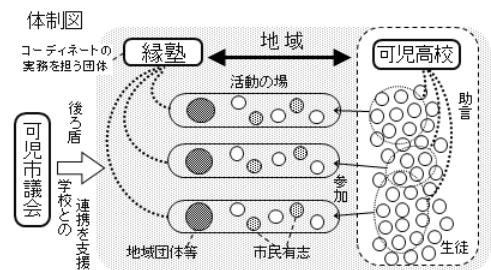 体制図
コーディネートの
実務を担う団体
縁塾
地域
可児高校
活動の場
助言
後ろ盾
可児市議会
学校との
連携を支援
参加
地域団体等
市民有志
生徒